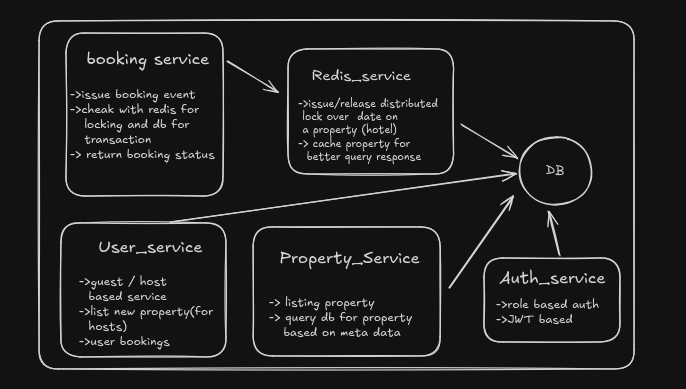 booking service
->issue booking event
->cheak with redis for
locking and db for
transaction
-> return booking status
Redis_service
->issue/release distributed
lock over date on
a property (hotel)
-> cache property for
better query response
DB
User_service
->guest / host
based service
->list new property(for
hosts)
->user bookings
Property_Service
-> listing property
-> query db for property
based on meta data
Auth_service
->role based auth
->JWT based